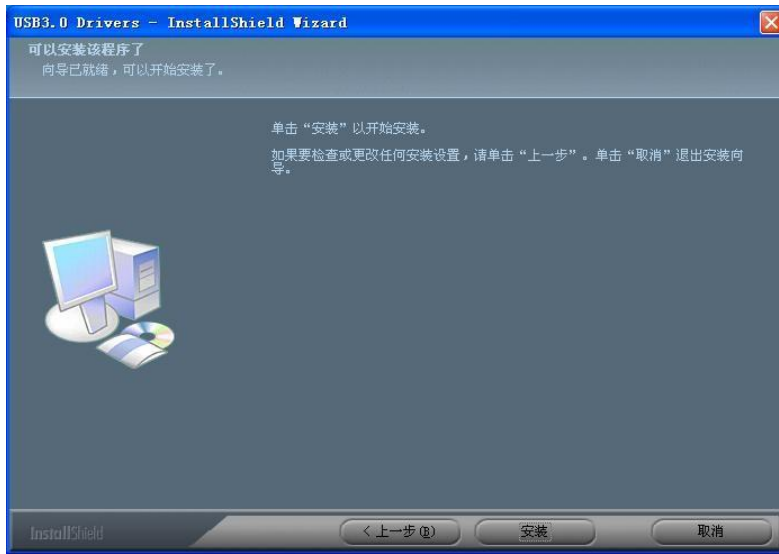 USB3.0 Drivers - InstallShield Wizard
可以安装该程序了
向导已就绪，可以开始安装了。
单击“安装”以开始安装。
如果要检查或更改任何安装设置，请单击“上一步”。单击“取消”退出安装向
导。
InstallShield
< 上一步(B)
安装
取消